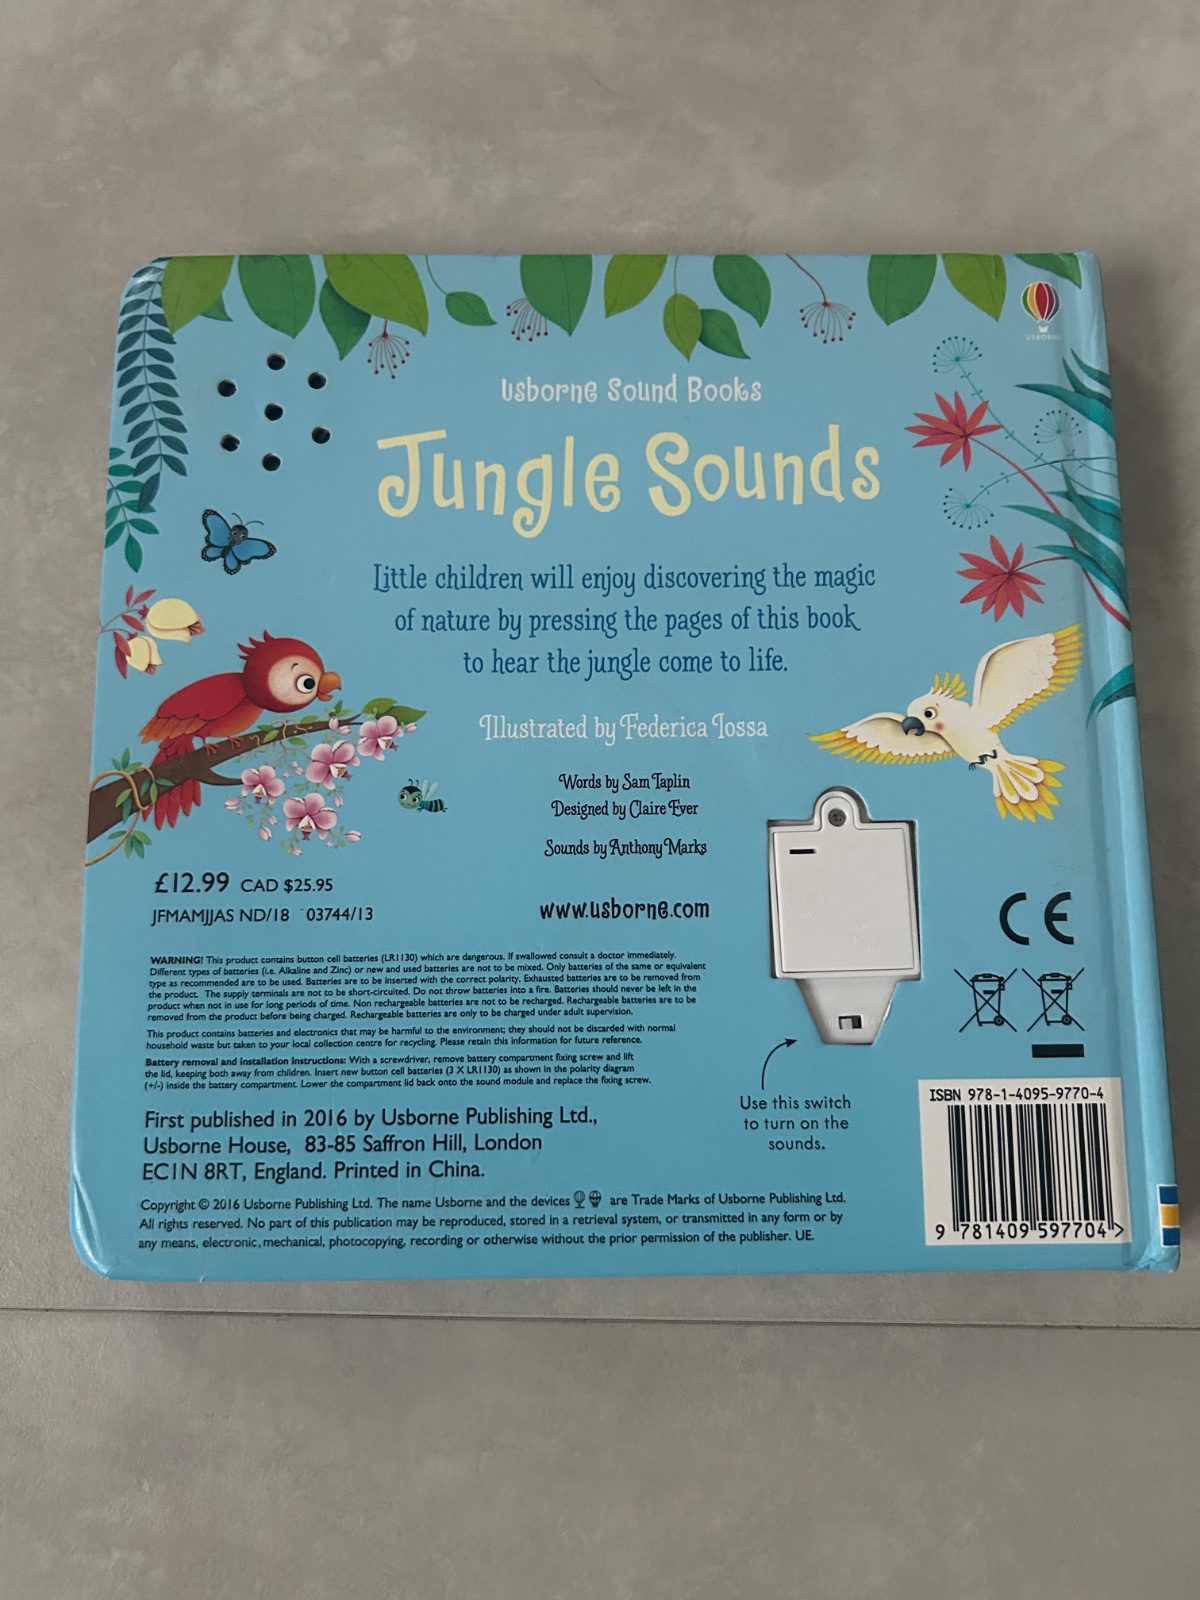 USBORNE
Usborne Sound Books
Jungle Sounds
Little children will enjoy discovering the magic
of nature by pressing the pages of this book
to hear the jungle come to life.
Illustrated by Federica Iossa
Words by Sam Taplin
Designed by Claire Ever
Sounds by Anthony Marks
£12.99 CAD $25.95
JFMAMJJAS ND/18 03744/13
www.usborne.com
WARNING! This product contains button cell batteries (LR1130) which are dangerous. If swallowed consult a doctor immediately.
Different types of batteries (i.e. Alkaline and Zinc) or new and used batteries are not to be mixed. Only batteries of the same or equivalent
type as recommended are to be used. Batteries are to be inserted with the correct polarity. Exhausted batteries are to be removed from
the product. The supply terminals are not to be short-circuited. Do not throw batteries into a fire. Batteries should never be left in the
product when not in use for long periods of time. Non rechargeable batteries are not to be recharged. Rechargeable batteries are to be
removed from the product before being charged. Rechargeable batteries are only to be charged under adult supervision.
This product contains batteries and electronics that may be harmful to the environment; they should not be discarded with normal
household waste but taken to your local collection centre for recycling. Please retain this information for future reference.
Battery removal and installation instructions: With a screwdriver, remove battery compartment fixing screw and lift
the lid, keeping both away from children. Insert new button cell batteries (3 X LR1130) as shown in the polarity diagram
(+/-) inside the battery compartment. Lower the compartment lid back onto the sound module and replace the fixing screw.
First published in 2016 by Usborne Publishing Ltd.,
Usborne House, 83-85 Saffron Hill, London
EC1N 8RT, England. Printed in China.
Copyright © 2016 Usborne Publishing Ltd. The name Usborne and the devices are Trade Marks of Usborne Publishing Ltd.
All rights reserved. No part of this publication may be reproduced, stored in a retrieval system, or transmitted in any form or by
any means, electronic, mechanical, photocopying, recording or otherwise without the prior permission of the publisher. UE.
CE
Use this switch
to turn on the
sounds.
ISBN 978-1-4095-9770-4
9 781409 597704 >